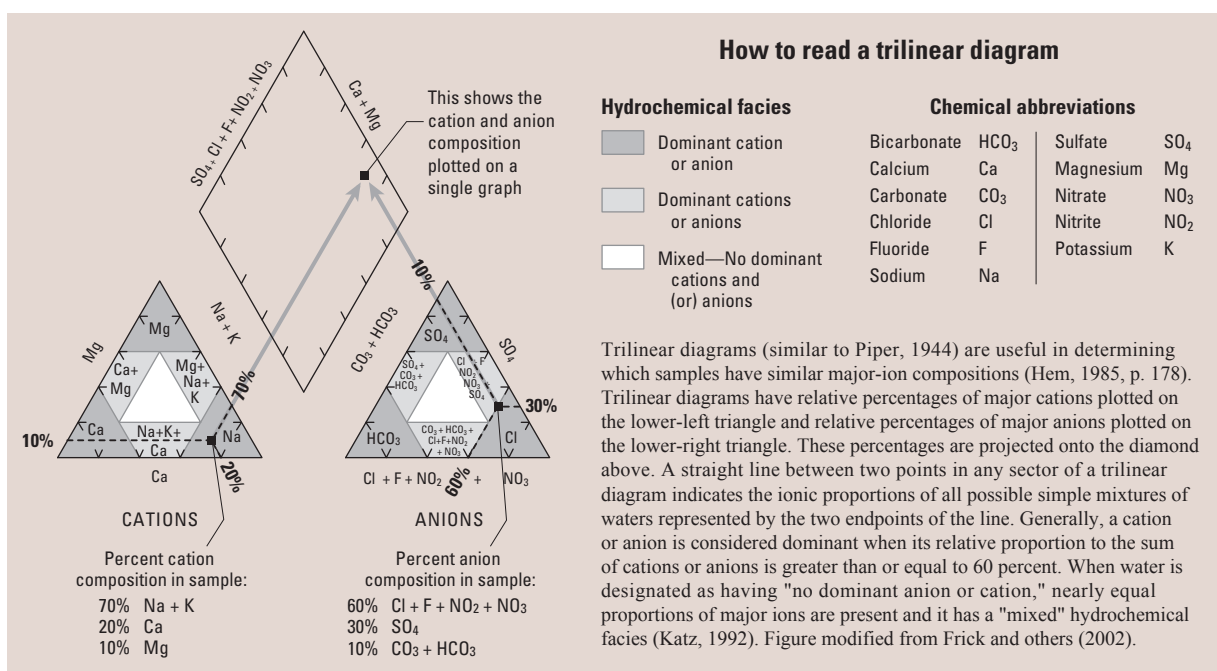 How to read a trilinear diagram
SO₄+ Cl + F+ NO₂ + NO₃
Ca + Mg
This shows the
cation and anion
composition
plotted on a
single graph
Na + K
CO₃ + HCO₃
10%
Mg
Mg
Ca+
Mg
Mg+
Na+
K
70%
Ca
Na+K+
Ca
Na
10%
20%
Ca
CATIONS
Percent cation
composition in sample:
70% Na + K
20% Ca
10% Mg
SO₄
SO₄
SO₄ +
CO₃ +
HCO₃
Cl + F
NO₂
NO₃
SO₄
30%
HCO₃
CO₃ + HCO₃ +
Cl+F+NO₂
+ NO₃
Cl
Cl + F + NO₂ + NO₃
60%
ANIONS
Percent anion
composition in sample:
60% Cl + F + NO₂ + NO₃
30% SO₄
10% CO₃ + HCO₃
Hydrochemical facies
Dominant cation
or anion
Dominant cations
or anions
Mixed—No dominant
cations and
(or) anions
Chemical abbreviations
Bicarbonate HCO₃
Calcium Ca
Carbonate CO₃
Chloride Cl
Fluoride F
Sodium Na
Sulfate SO₄
Magnesium Mg
Nitrate NO₃
Nitrite NO₂
Potassium K
Trilinear diagrams (similar to Piper, 1944) are useful in determining
which samples have similar major-ion compositions (Hem, 1985, p. 178).
Trilinear diagrams have relative percentages of major cations plotted on
the lower-left triangle and relative percentages of major anions plotted on
the lower-right triangle. These percentages are projected onto the diamond
above. A straight line between two points in any sector of a trilinear
diagram indicates the ionic proportions of all possible simple mixtures of
waters represented by the two endpoints of the line. Generally, a cation
or anion is considered dominant when its relative proportion to the sum
of cations or anions is greater than or equal to 60 percent. When water is
designated as having "no dominant anion or cation," nearly equal
proportions of major ions are present and it has a "mixed" hydrochemical
facies (Katz, 1992). Figure modified from Frick and others (2002).